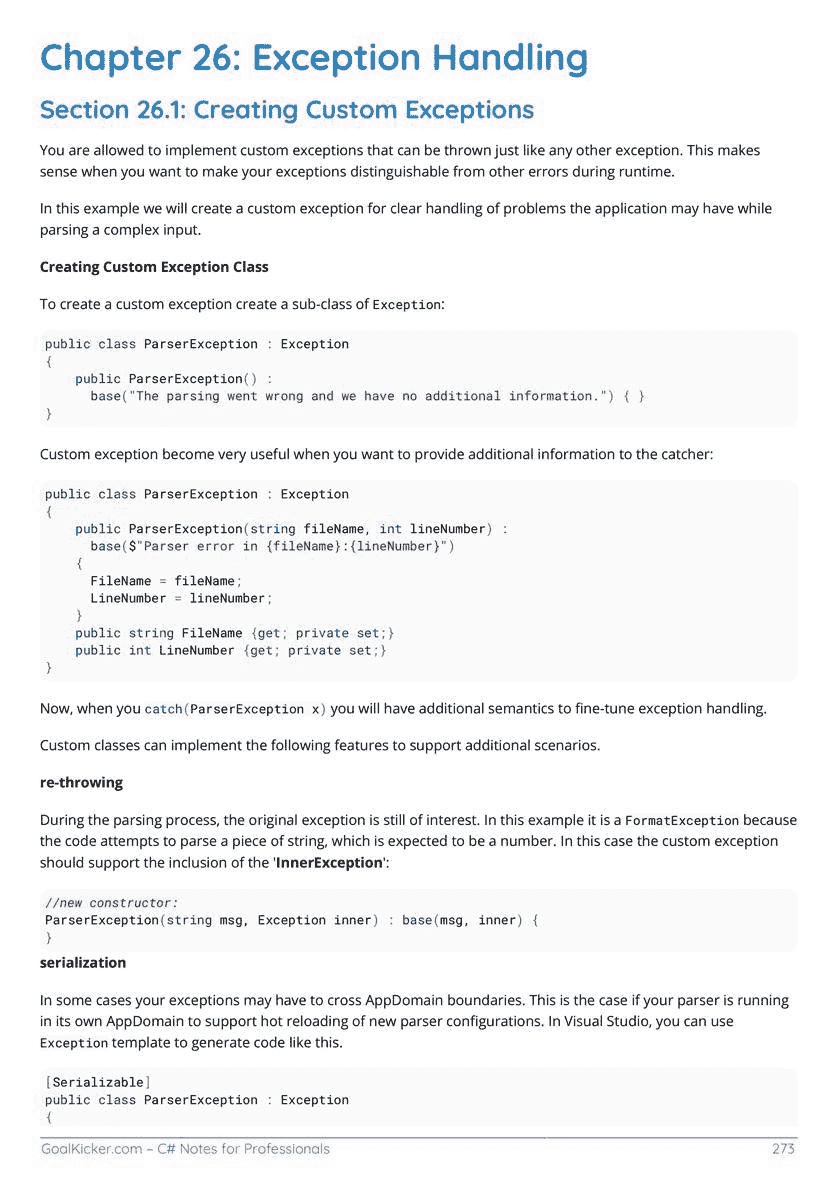 Chapter 26: Exception Handling
Section 26.1: Creating Custom Exceptions
You are allowed to implement custom exceptions that can be thrown just like any other exception. This makes
sense when you want to make your exceptions distinguishable from other errors during runtime.
In this example we will create a custom exception for clear handling of problems the application may have while
parsing a complex input.
Creating Custom Exception Class
To create a custom exception create a sub-class of Exception:
public class ParserException : Exception
{
    public ParserException() :
      base("The parsing went wrong and we have no additional information.") { }
}
Custom exception become very useful when you want to provide additional information to the catcher:
public class ParserException : Exception
{
    public ParserException(string fileName, int lineNumber) :
      base($"Parser error in {fileName}:{lineNumber}")
    {
      FileName = fileName;
      LineNumber = lineNumber;
    }
    public string FileName {get; private set;}
    public int LineNumber {get; private set;}
}
Now, when you catch(ParserException x) you will have additional semantics to fine-tune exception handling.
Custom classes can implement the following features to support additional scenarios.
re-throwing
During the parsing process, the original exception is still of interest. In this example it is a FormatException because
the code attempts to parse a piece of string, which is expected to be a number. In this case the custom exception
should support the inclusion of the 'InnerException':
//new constructor:
ParserException(string msg, Exception inner) : base(msg, inner) {
}
serialization
In some cases your exceptions may have to cross AppDomain boundaries. This is the case if your parser is running
in its own AppDomain to support hot reloading of new parser configurations. In Visual Studio, you can use
Exception template to generate code like this.
[Serializable]
public class ParserException : Exception
{
GoalKicker.com – C# Notes for Professionals 273